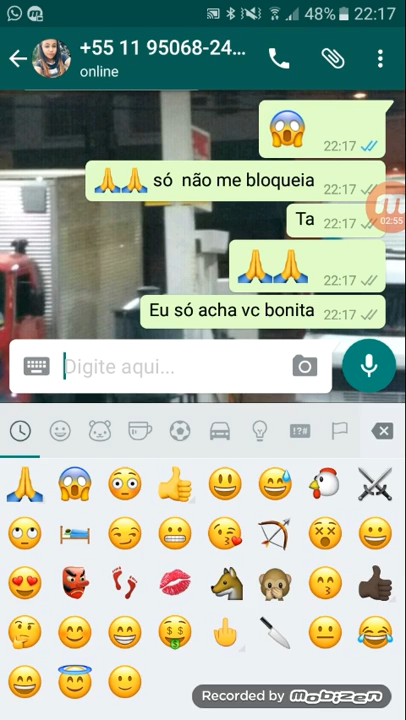 48% 22:17
+55 11 95068-24...
online
22:17
só não me bloqueia 22:17
Ta 22:17
02:55
22:17
Eu só acha vc bonita 22:17
Digite aqui...
!?#
Recorded by Mobizen